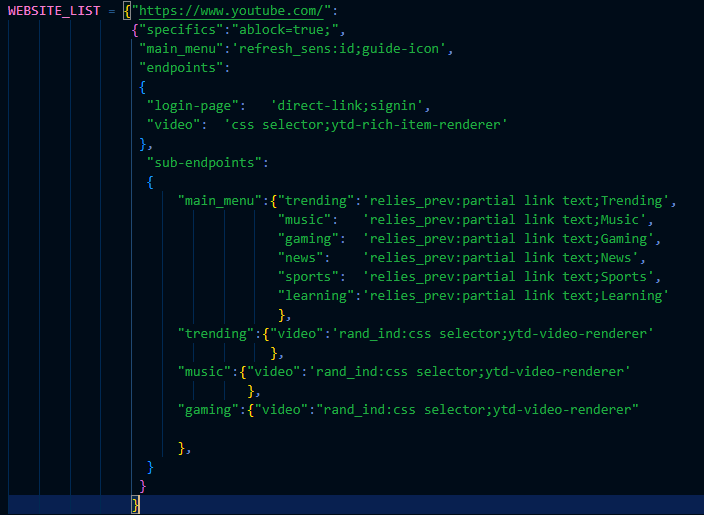 WEBSITE_LIST = {"https://www.youtube.com/":
{"specifics":"ablock=true;",
"main_menu":'refresh_sens:id;guide-icon',
"endpoints":
{
"login-page":   'direct-link;signin',
"video":  'css selector;ytd-rich-item-renderer'
},
"sub-endpoints":
{
"main_menu":{"trending":'relies_prev:partial link text;Trending',
"music":   'relies_prev:partial link text;Music',
"gaming":  'relies_prev:partial link text;Gaming',
"news":    'relies_prev:partial link text;News',
"sports":  'relies_prev:partial link text;Sports',
"learning":'relies_prev:partial link text;Learning'
},
"trending":{"video":'rand_ind:css selector;ytd-video-renderer'
},
"music":{"video":'rand_ind:css selector;ytd-video-renderer'
},
"gaming":{"video":"rand_ind:css selector;ytd-video-renderer"
},
}
}
}